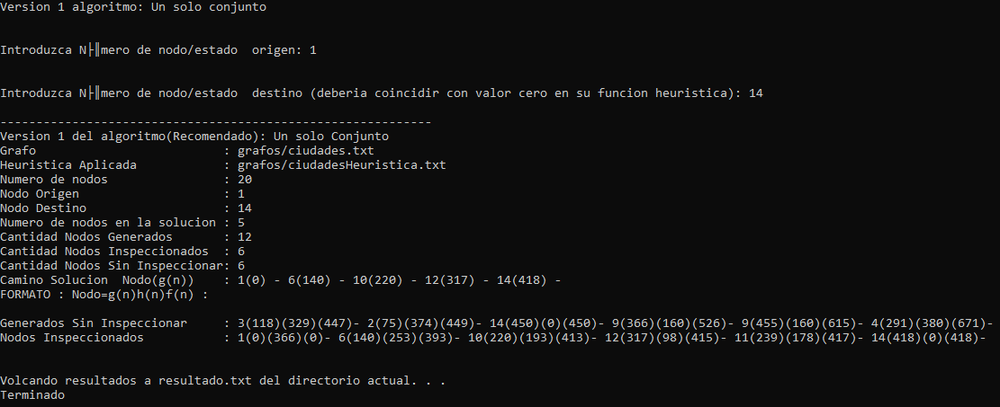 Version 1 algoritmo: Un solo conjunto
Introduzca N├║mero de nodo/estado  origen: 1
Introduzca N├║mero de nodo/estado  destino (deberia coincidir con valor cero en su funcion heuristica): 14
------------------------------------------------------------
Version 1 del algoritmo(Recomendado): Un solo Conjunto
Grafo                          : grafos/ciudades.txt
Heuristica Aplicada            : grafos/ciudadesHeuristica.txt
Numero de nodos                : 20
Nodo Origen                    : 1
Nodo Destino                   : 14
Numero de nodos en la solucion : 5
Cantidad Nodos Generados       : 12
Cantidad Nodos Inspeccionados  : 6
Cantidad Nodos Sin Inspeccionar: 6
Camino Solucion  Nodo(g(n))    : 1(0) - 6(140) - 10(220) - 12(317) - 14(418) -
FORMATO : Nodo=g(n)h(n)f(n) :
Generados Sin Inspeccionar     : 3(118)(329)(447)- 2(75)(374)(449)- 14(450)(0)(450)- 9(366)(160)(526)- 9(455)(160)(615)- 4(291)(380)(671)-
Nodos Inspeccionados           : 1(0)(366)(0)- 6(140)(253)(393)- 10(220)(193)(413)- 12(317)(98)(415)- 11(239)(178)(417)- 14(418)(0)(418)-
Volcando resultados a resultado.txt del directorio actual. . .
Terminado